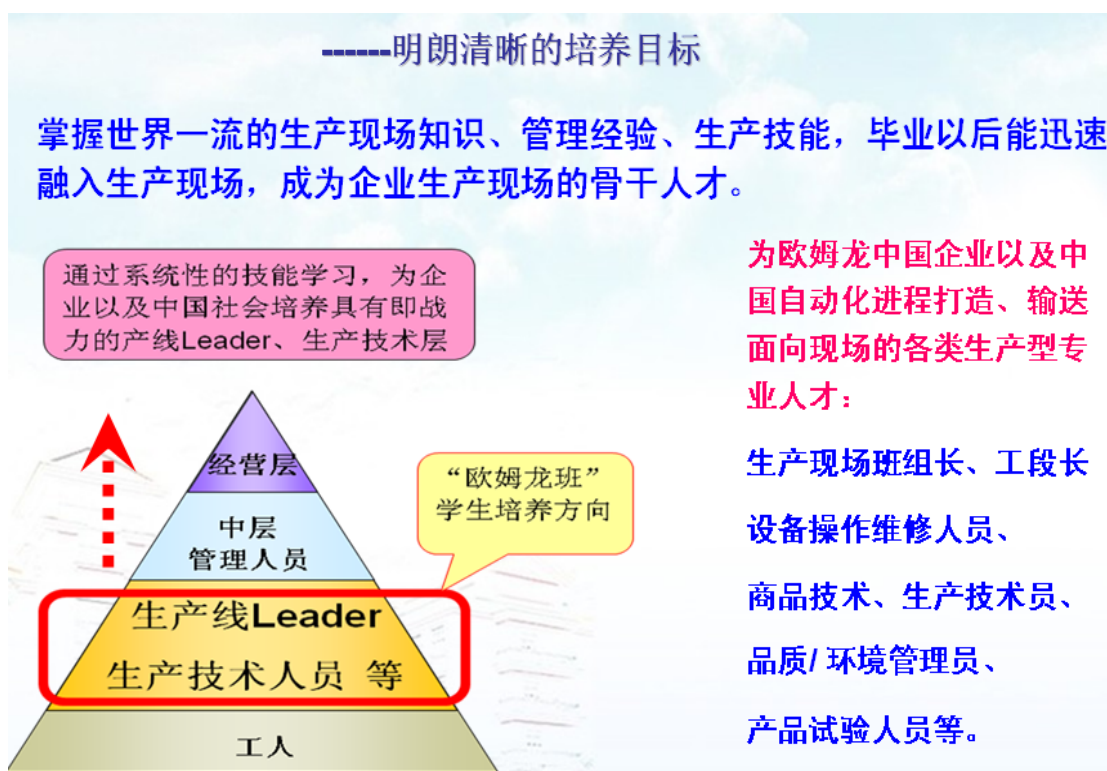 ------明朗清晰的培养目标
掌握世界一流的生产现场知识、管理经验、生产技能，毕业以后能迅速
融入生产现场，成为企业生产现场的骨干人才。
通过系统性的技能学习，为企
业以及中国社会培养具有即战
力的产线Leader、生产技术层
经营层
中层
管理人员
“欧姆龙班”
学生培养方向
生产线Leader
生产技术人员 等
工人
为欧姆龙中国企业以及中
国自动化进程打造、输送
面向现场的各类生产型专
业人才：
生产现场班组长、工段长
设备操作维修人员、
商品技术、生产技术员、
品质/ 环境管理员、
产品试验人员等。